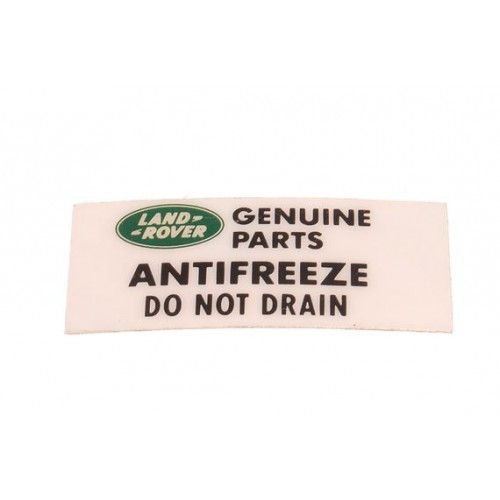 LAND-
-ROVER
GENUINE
PARTS
ANTIFREEZE
DO NOT DRAIN